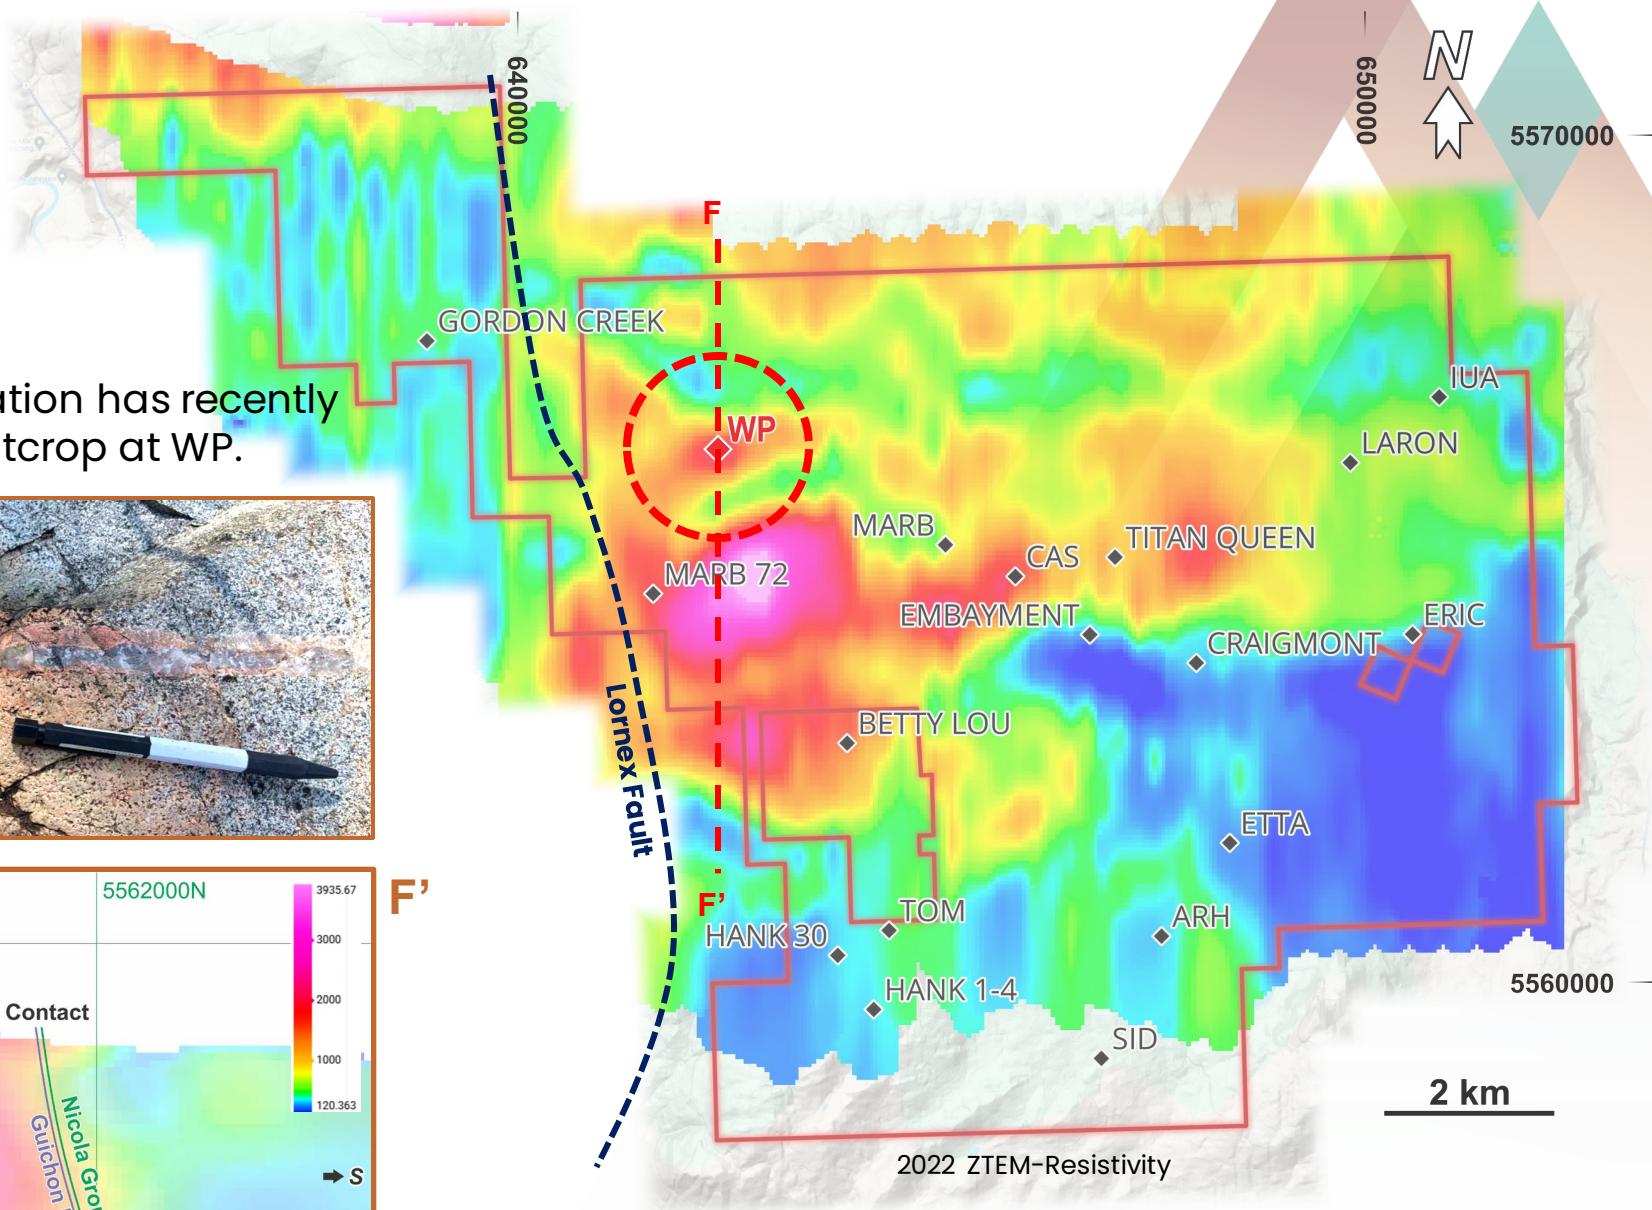 640000
650000
N
5570000
F
GORDON CREEK
IUA
ation has recently
tcrop at WP.
WP
LARON
MARB
TITAN QUEEN
CAS
MARB 72
EMBAYMENT
ERIC
CRAIGMONT
BETTY LOU
Lornex Fault
ETTA
F'
5562000N
3935.67
F’
TOM
ARH
HANK 30
3000
HANK 1-4
5560000
2000
Contact
SID
1000
2 km
120.363
Nicola Gro
Guichon
S
2022 ZTEM-Resistivity